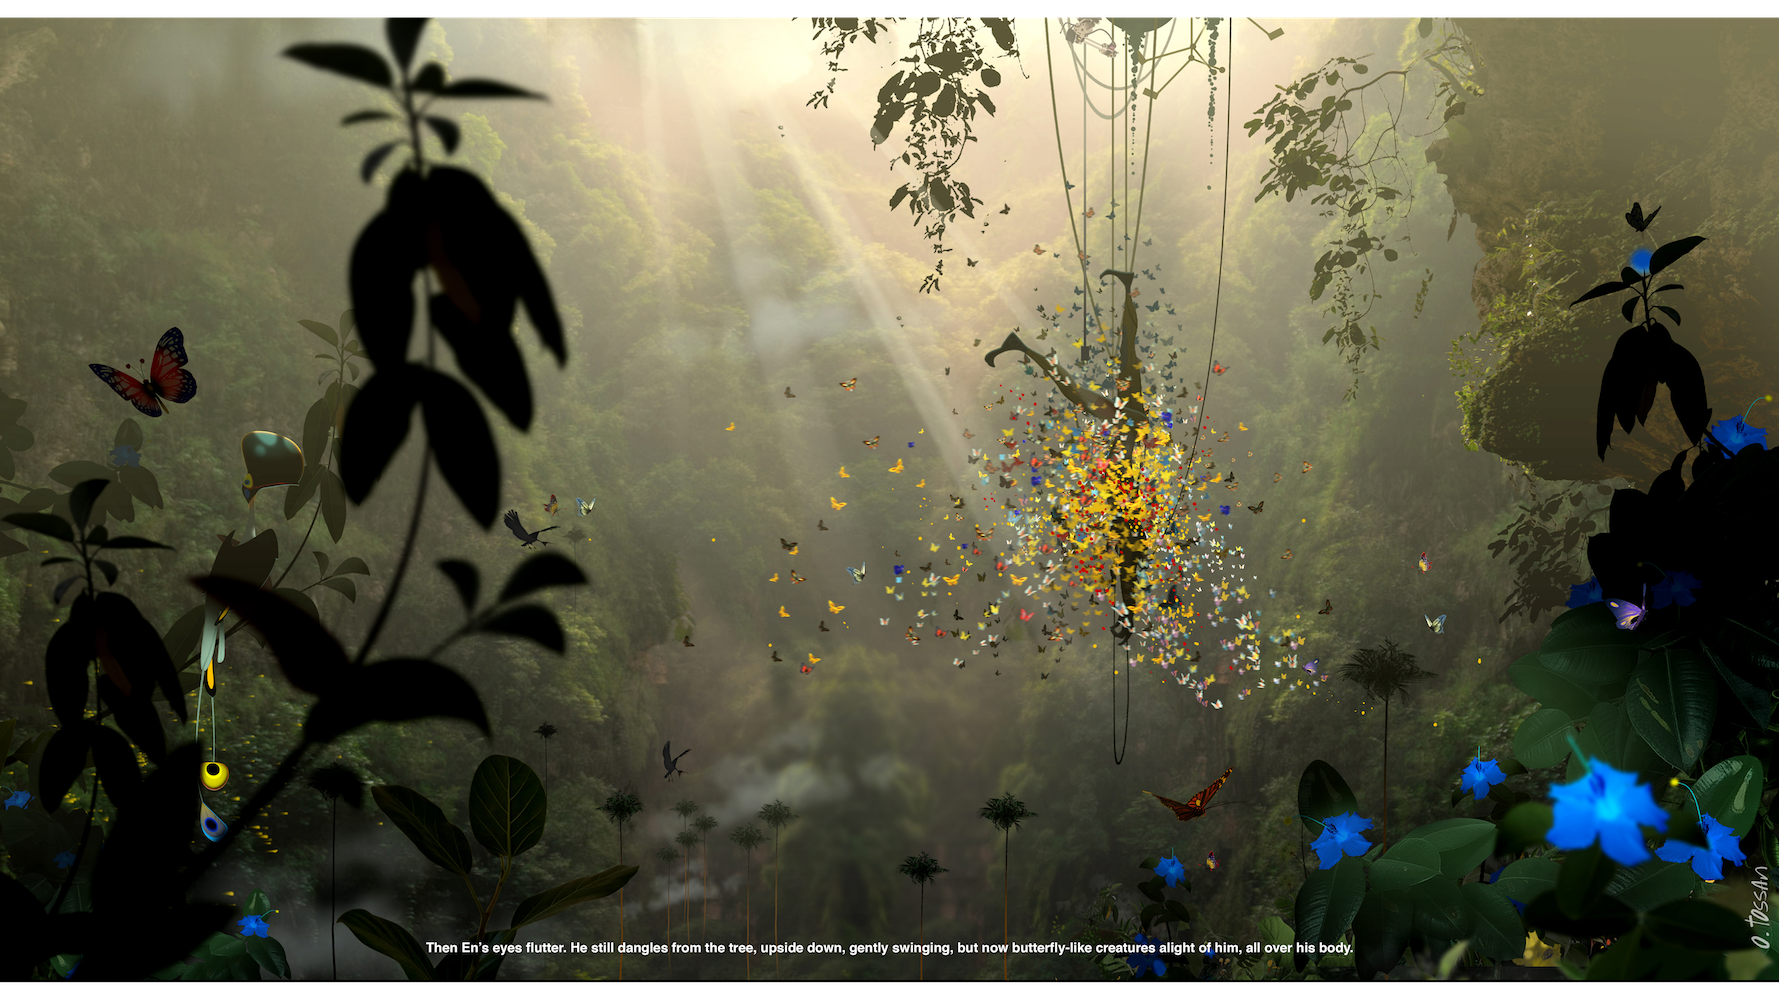 Then En's eyes flutter. He still dangles from the tree, upside down, gently swinging, but now butterfly-like creatures alight of him, all over his body.
O.TOSSAN